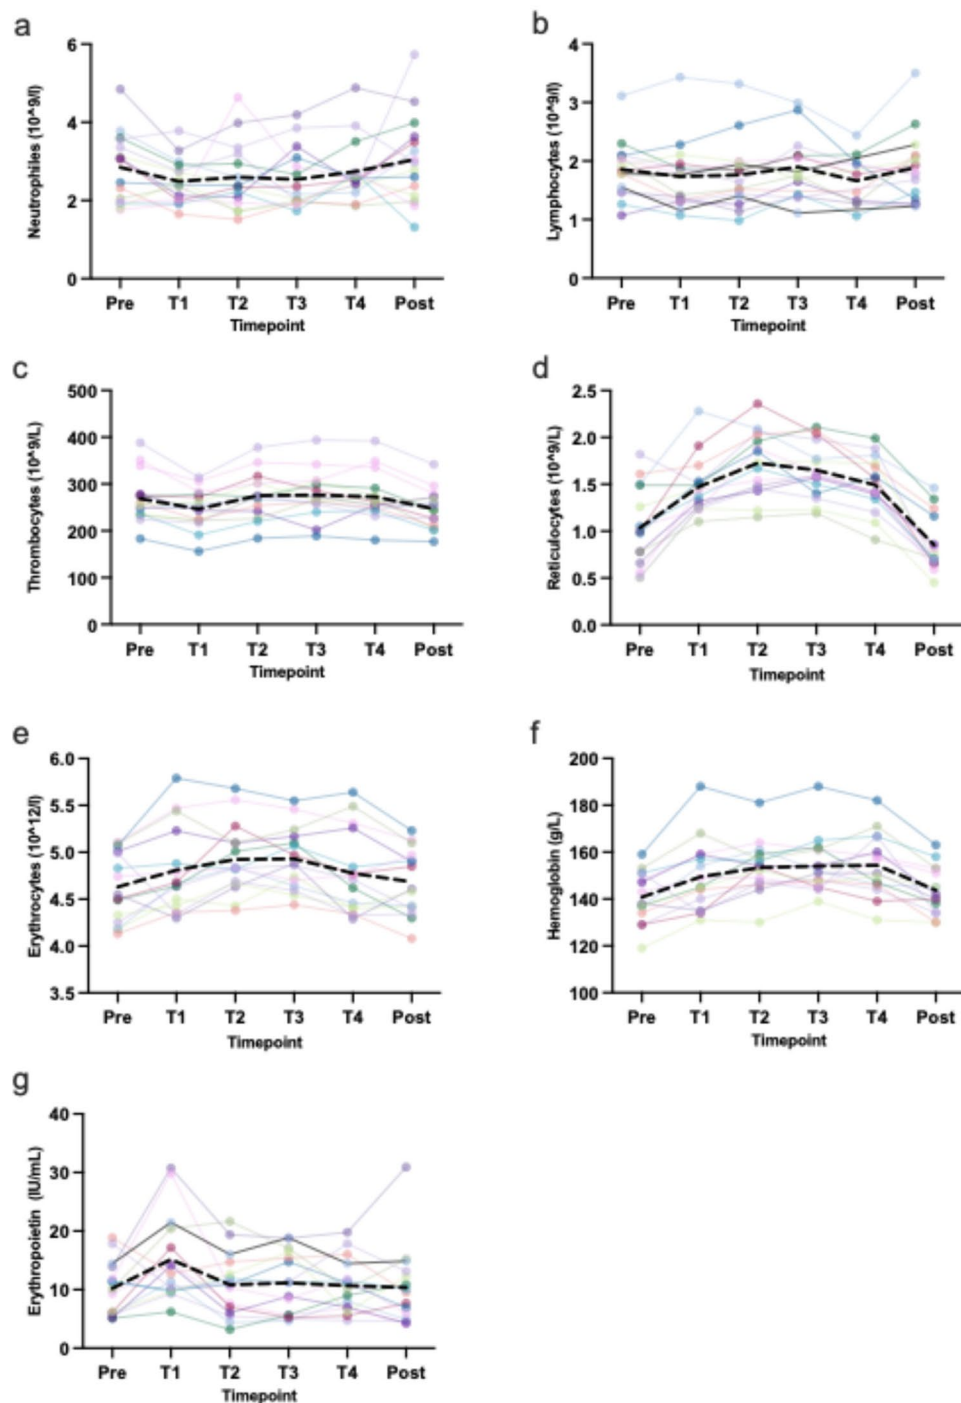 a
Neutrophiles (10^9/l)
6
4
2
0
Pre T1 T2 T3 T4 Post
Timepoint
b
Lymphocytes (10^9/l)
4
3
2
1
0
Pre T1 T2 T3 T4 Post
Timepoint
c
Thrombocytes (10^9/L)
500
400
300
200
100
0
Pre T1 T2 T3 T4 Post
Timepoint
d
Reticulocytes (10^9/L)
2.5
2.0
1.5
1.0
0.5
0.0
Pre T1 T2 T3 T4 Post
Timepoint
e
Erythrocytes (10^12/l)
6.0
5.5
5.0
4.5
4.0
3.5
Pre T1 T2 T3 T4 Post
Timepoint
f
Hemoglobin (g/L)
200
180
160
140
120
100
Pre T1 T2 T3 T4 Post
Timepoint
g
Erythropoietin (IU/mL)
40
30
20
10
0
Pre T1 T2 T3 T4 Post
Timepoint